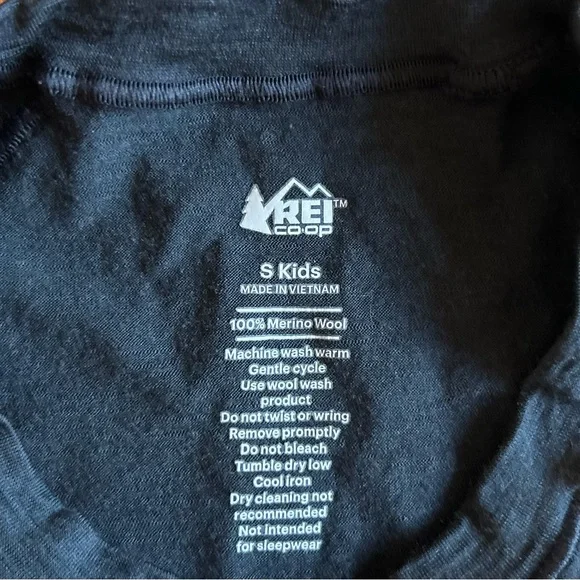 REI™
CO·OP
S Kids
MADE IN VIETNAM
100% Merino Wool
Machine wash warm
Gentle cycle
Use wool wash
product
Do not twist or wring
Remove promptly
Do not bleach
Tumble dry low
Cool iron
Dry cleaning not
recommended
Not intended
for sleepwear